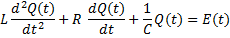 L d²Q(t)/dt² + R dQ(t)/dt + 1/C Q(t) = E(t)